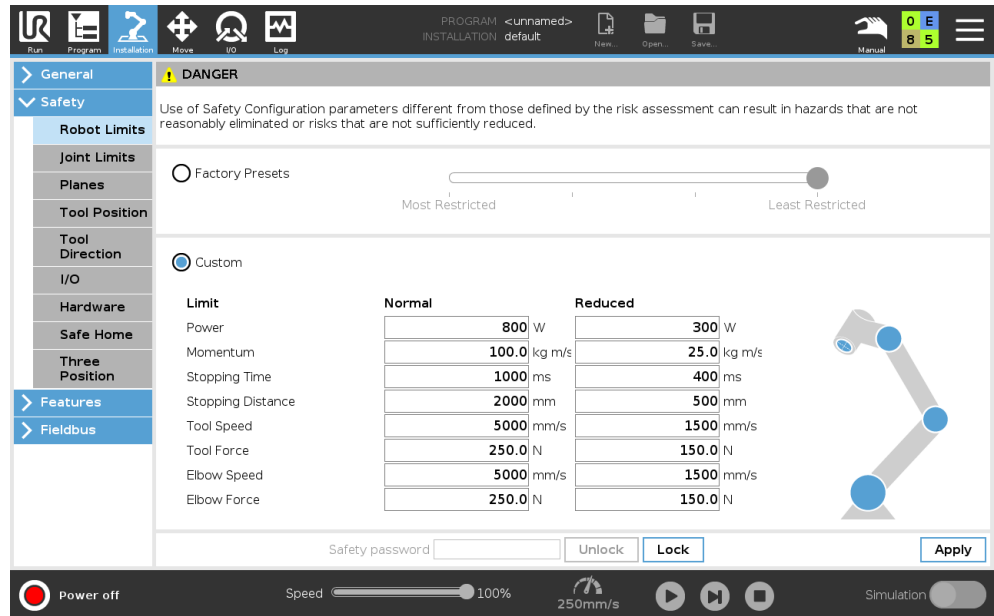 PROGRAM <unnamed>
INSTALLATION default
Run Program Installation Move I/O Log New... Open... Save... Manual
0 E
8 5
General
Safety
Robot Limits
Joint Limits
Planes
Tool Position
Tool
Direction
I/O
Hardware
Safe Home
Three
Position
Features
Fieldbus
DANGER
Use of Safety Configuration parameters different from those defined by the risk assessment can result in hazards that are not
reasonably eliminated or risks that are not sufficiently reduced.
Factory Presets
Most Restricted Least Restricted
Custom
Limit Normal Reduced
Power 800 W 300 W
Momentum 100.0 kg m/s 25.0 kg m/s
Stopping Time 1000 ms 400 ms
Stopping Distance 2000 mm 500 mm
Tool Speed 5000 mm/s 1500 mm/s
Tool Force 250.0 N 150.0 N
Elbow Speed 5000 mm/s 1500 mm/s
Elbow Force 250.0 N 150.0 N
Safety password Unlock Lock Apply
Power off Speed 100% 250mm/s Simulation